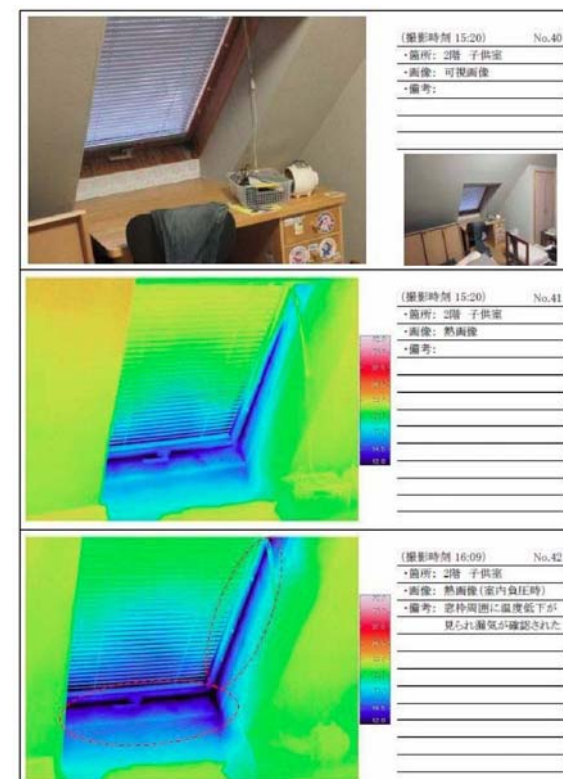 (撮影時刻 15:20) No.40
・箇所: 2階 子供室
・画像: 可視画像
・備考:
(撮影時刻 15:20) No.41
・箇所: 2階 子供室
・画像: 熱画像
・備考:
(撮影時刻 16:09) No.42
・箇所: 2階 子供室
・画像: 熱画像(室内負圧時)
・備考: 窓枠周囲に温度低下が
見られ漏気が確認された